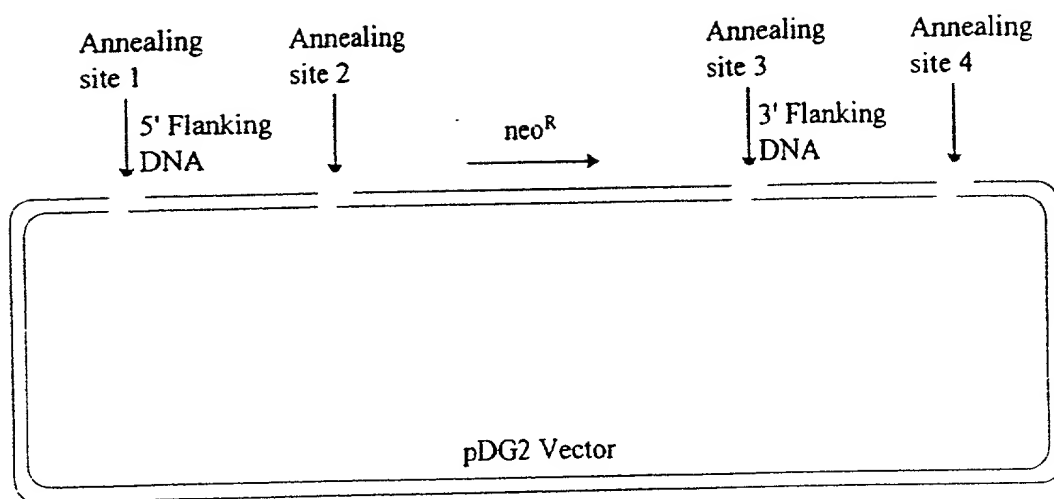 Annealing
site 1
Annealing
site 2
Annealing
site 3
Annealing
site 4
5' Flanking
DNA
neoR
3' Flanking
DNA
pDG2 Vector